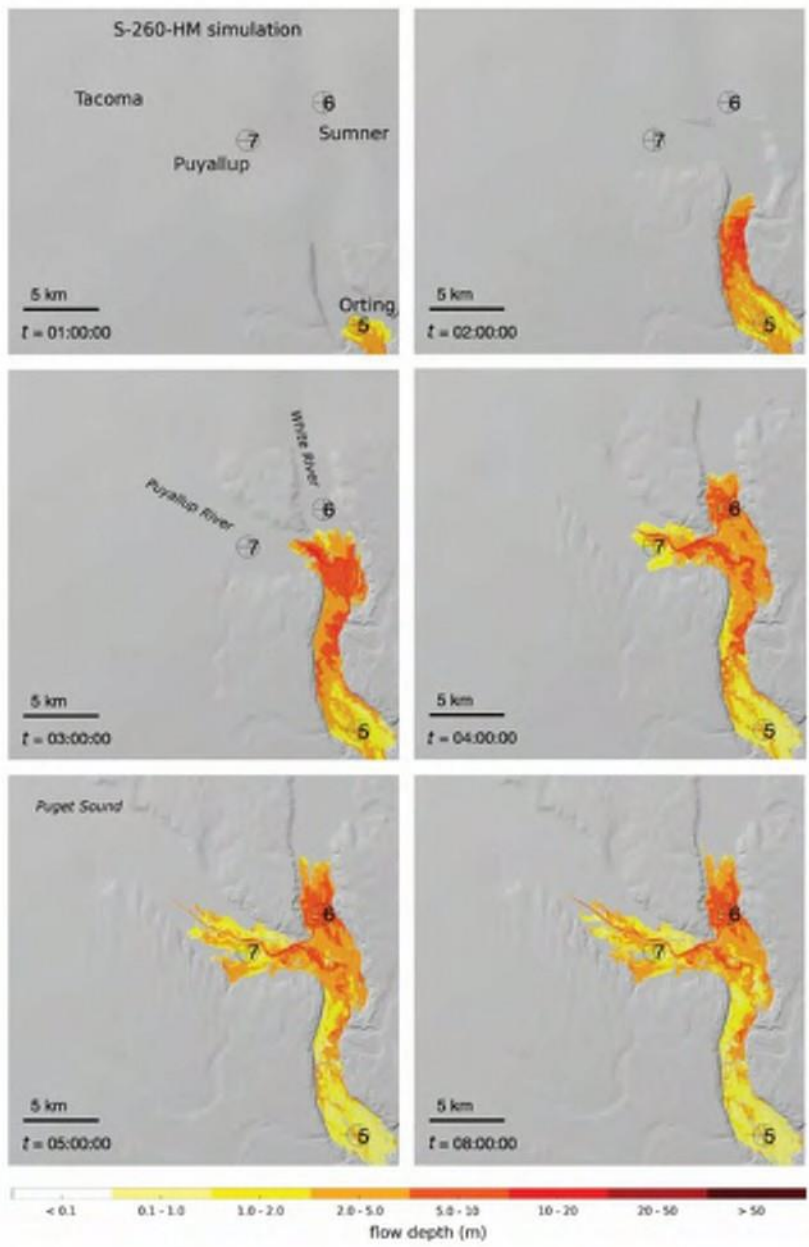 S-260-HM simulation
Tacoma
6
Sumner
7
Puyallup
5 km
Orting
5
t = 01:00:00
6
7
5 km
5
t = 02:00:00
White River
Puyallup River
6
7
5 km
5
t = 03:00:00
6
7
5 km
5
t = 04:00:00
Puget Sound
6
7
5 km
5
t = 05:00:00
6
7
5 km
5
t = 08:00:00
< 0.1 0.1 - 1.0 1.0 - 2.0 2.0 - 5.0 5.0 - 10 10 - 20 20 - 50 > 50
flow depth (m)